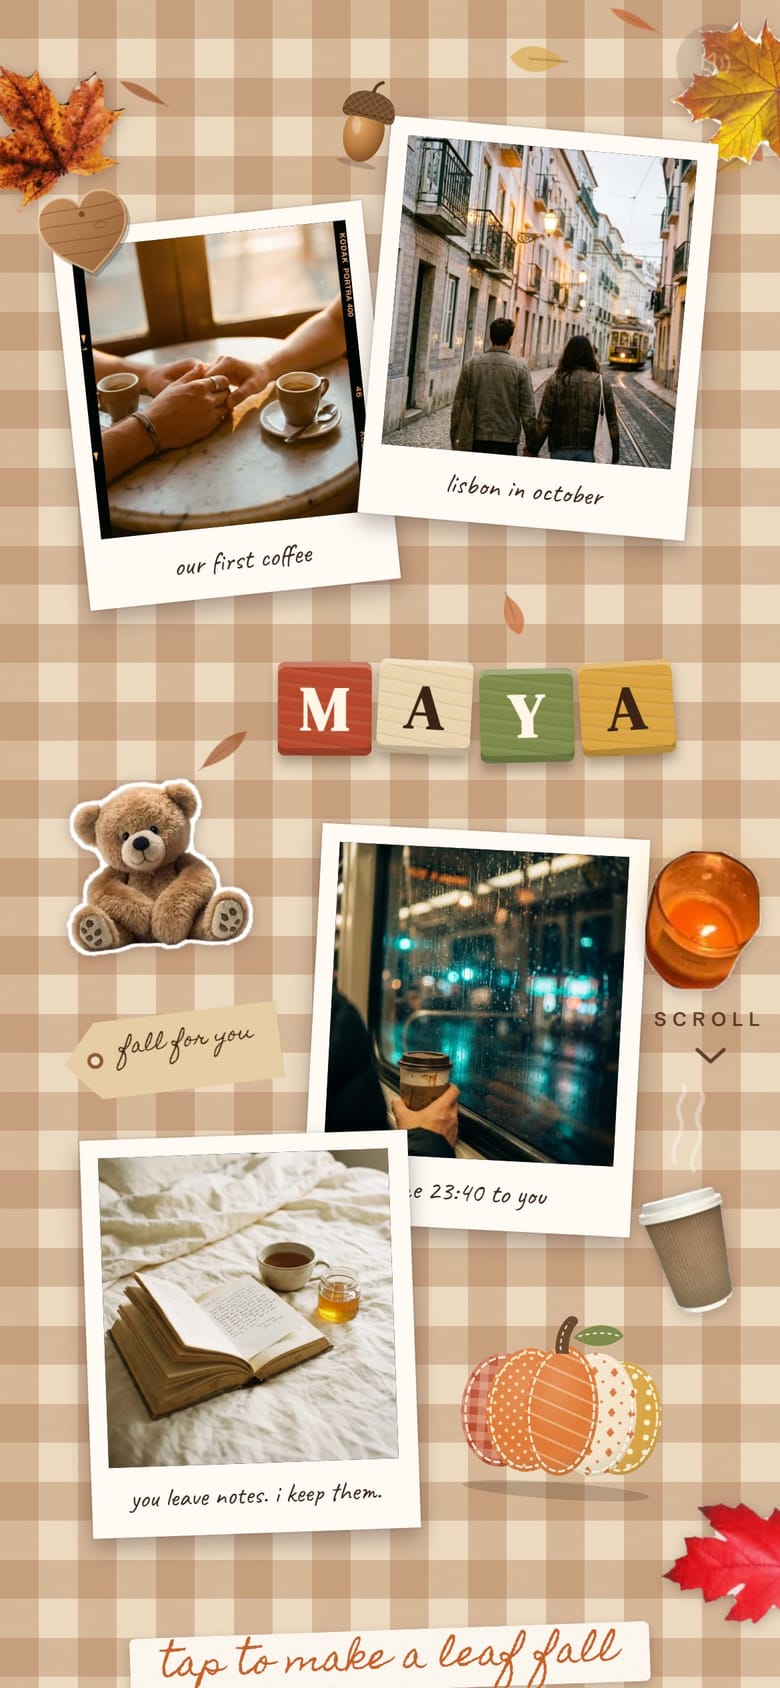 KODAK PORTRA 400
46
lisbon in october
our first coffee
MAYA
SCROLL
fall for you
23:40 to you
you leave notes. i keep them.
tap to make a leaf fall